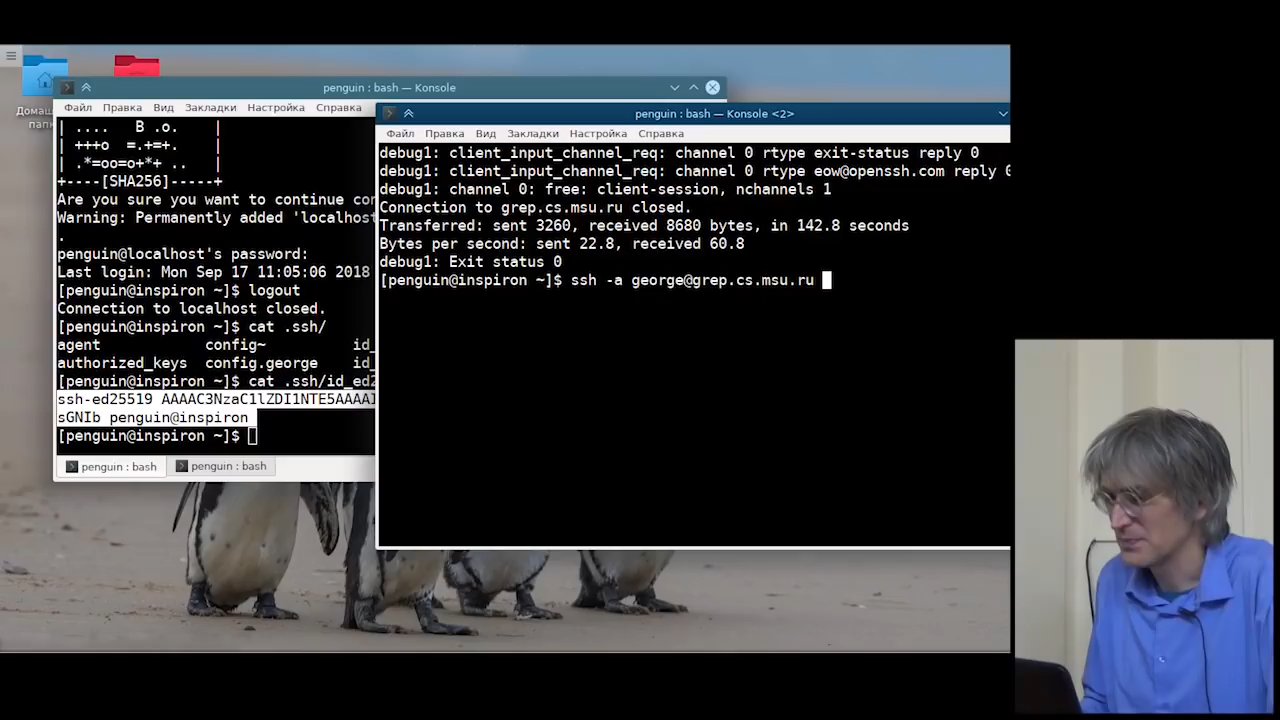 Домаш
папк
penguin : bash — Konsole
Файл Правка Вид Закладки Настройка Справка
| .... B .o. |
| +++o =.+=+. |
| .*=oo=o+*+ .. |
+----[SHA256]-----+
Are you sure you want to continue con
Warning: Permanently added 'localhost
.
penguin@localhost's password:
Last login: Mon Sep 17 11:05:06 2018
[penguin@inspiron ~]$ logout
Connection to localhost closed.
[penguin@inspiron ~]$ cat .ssh/
agent config~ id_
authorized_keys config.george id_
[penguin@inspiron ~]$ cat .ssh/id_ed2
ssh-ed25519 AAAAC3NzaC1lZDI1NTE5AAAAI
sGNIb penguin@inspiron
[penguin@inspiron ~]$
penguin : bash penguin : bash
penguin : bash — Konsole <2>
Файл Правка Вид Закладки Настройка Справка
debug1: client_input_channel_req: channel 0 rtype exit-status reply 0
debug1: client_input_channel_req: channel 0 rtype eow@openssh.com reply 0
debug1: channel 0: free: client-session, nchannels 1
Connection to grep.cs.msu.ru closed.
Transferred: sent 3260, received 8680 bytes, in 142.8 seconds
Bytes per second: sent 22.8, received 60.8
debug1: Exit status 0
[penguin@inspiron ~]$ ssh -a george@grep.cs.msu.ru